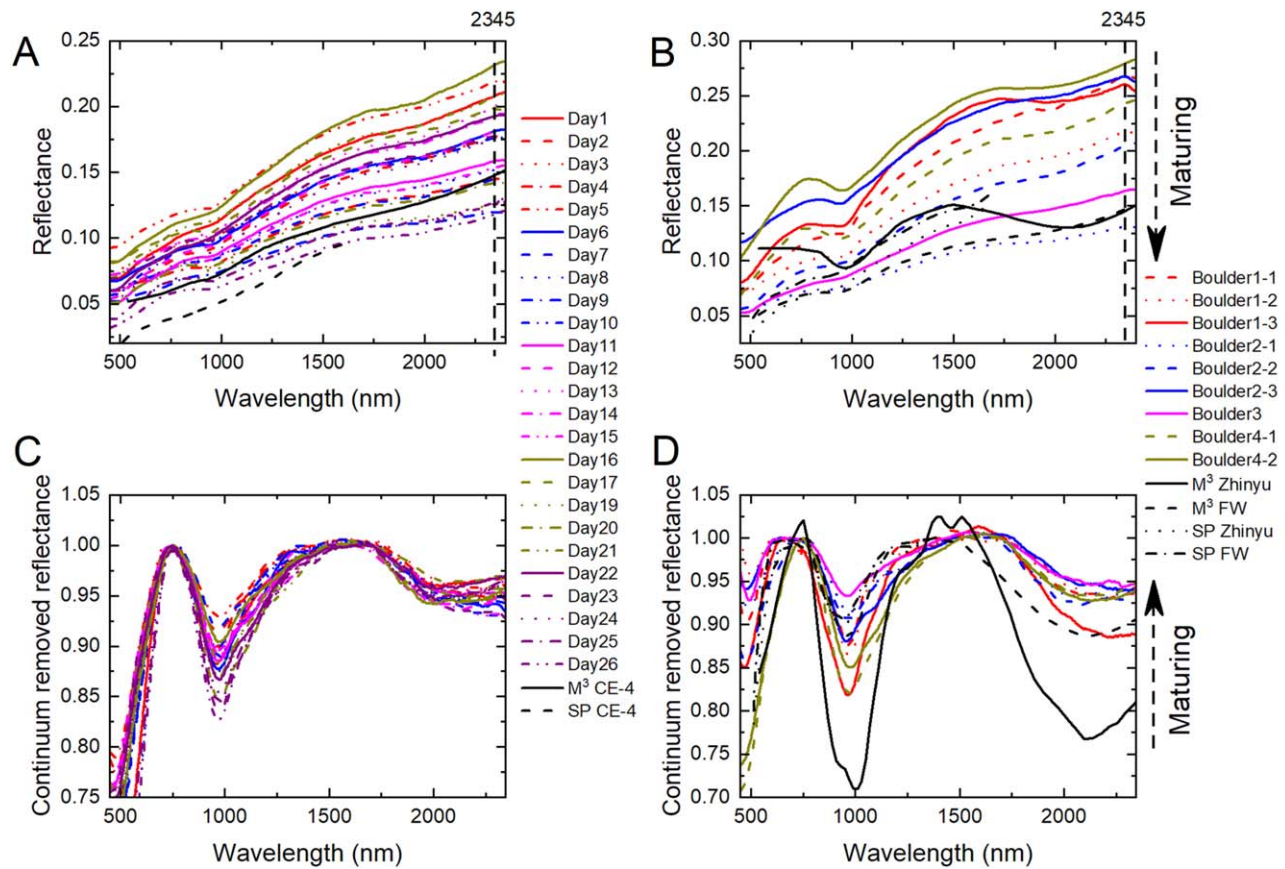 A
2345
Reflectance
0.25
0.20
0.15
0.10
0.05
500
1000
1500
2000
Wavelength (nm)
B
2345
Reflectance
0.30
0.25
0.20
0.15
0.10
0.05
500
1000
1500
2000
Wavelength (nm)
Maturing
Day1
Day2
Day3
Day4
Day5
Day6
Day7
Day8
Day9
Day10
Day11
Day12
Day13
Day14
Day15
Day16
Day17
Day19
Day20
Day21
Day22
Day23
Day24
Day25
Day26
M³ CE-4
SP CE-4
Boulder1-1
Boulder1-2
Boulder1-3
Boulder2-1
Boulder2-2
Boulder2-3
Boulder3
Boulder4-1
Boulder4-2
M³ Zhinyu
M³ FW
SP Zhinyu
SP FW
C
Continuum removed reflectance
1.05
1.00
0.95
0.90
0.85
0.80
0.75
500
1000
1500
2000
Wavelength (nm)
D
Continuum removed reflectance
1.05
1.00
0.95
0.90
0.85
0.80
0.75
0.70
500
1000
1500
2000
Wavelength (nm)
Maturing